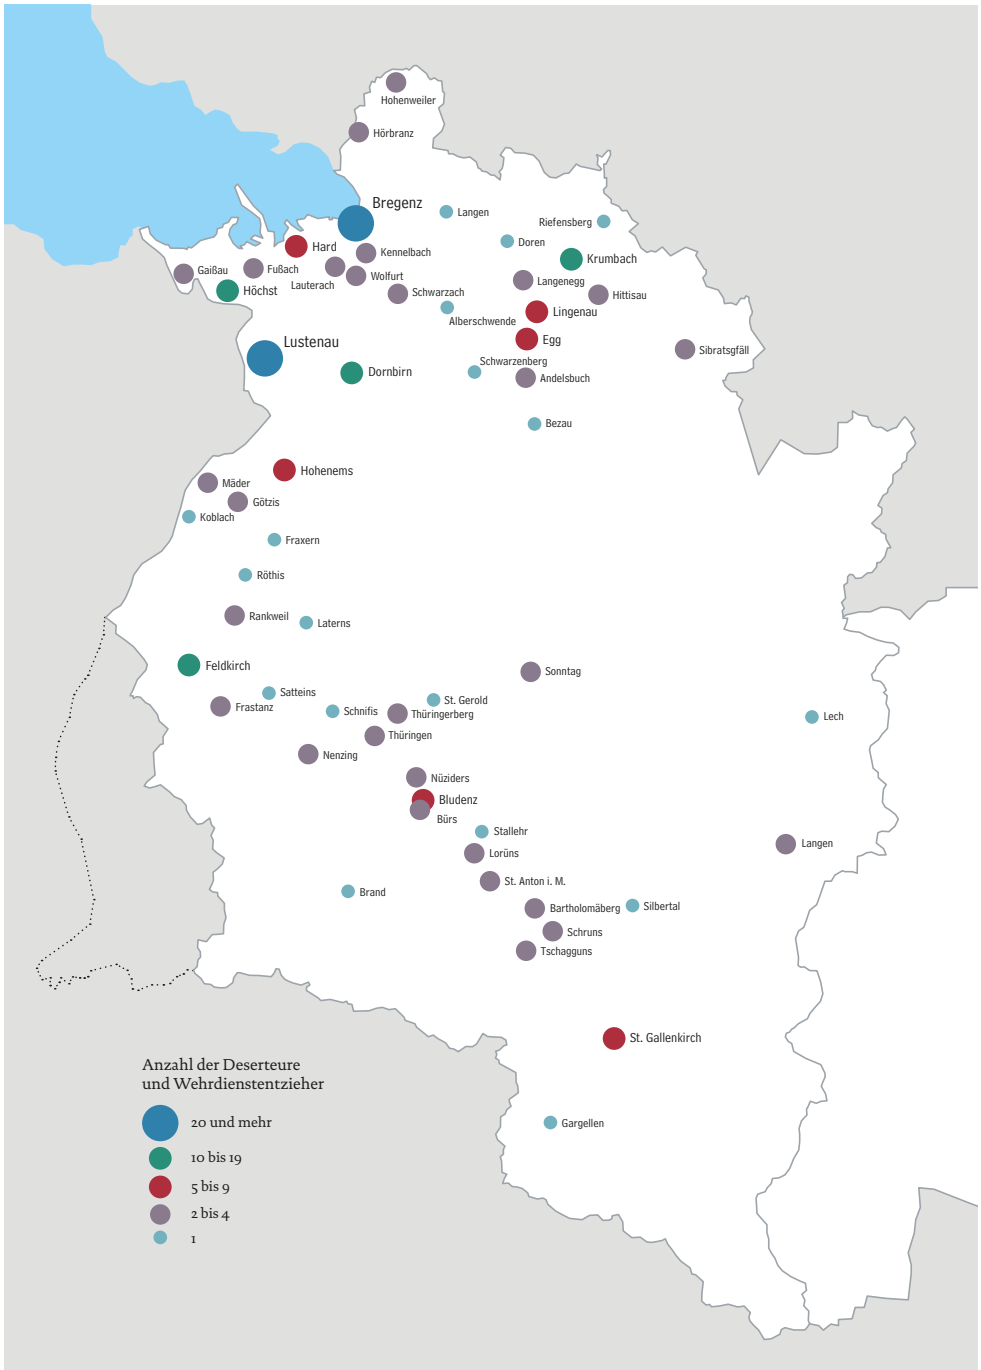 Hohenweiler
Hörbranz
Bregenz
Langen
Riefensberg
Doren
Hard
Kennelbach
Krumbach
Gaißau
Fußach
Lauterach
Wolfurt
Langenegg
Höchst
Schwarzach
Hittisau
Alberschwende
Lingenau
Lustenau
Egg
Sibratsgfäll
Schwarzenberg
Dornbirn
Andelsbuch
Bezau
Hohenems
Mäder
Götzis
Koblach
Fraxern
Röthis
Rankweil
Laterns
Feldkirch
Sonntag
Satteins
St. Gerold
Frastanz
Schnifis
Thüringerberg
Lech
Thüringen
Nenzing
Nüziders
Bludenz
Bürs
Stallehr
Langen
Lorüns
St. Anton i. M.
Brand
Bartholomäberg
Silbertal
Schruns
Tschagguns
St. Gallenkirch
Gargellen
Anzahl der Deserteure
und Wehrdienstentzieher
20 und mehr
10 bis 19
5 bis 9
2 bis 4
1